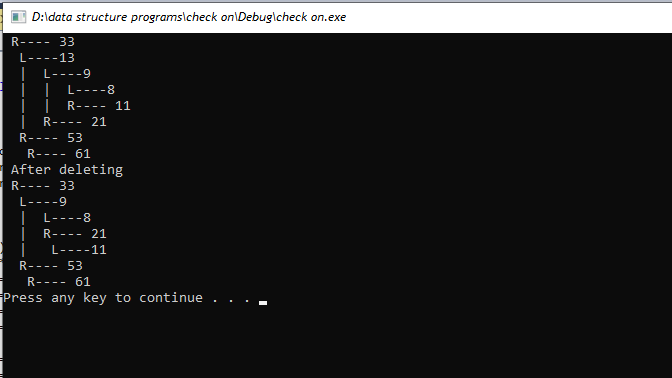 D:\data structure programs\check on\Debug\check on.exe
R---- 33
  L----13
  |  L----9
  |  |  L----8
  |  |  R---- 11
  |  R---- 21
  R---- 53
   R---- 61
After deleting
R---- 33
  L----9
  |  L----8
  |  R---- 21
  |   L----11
  R---- 53
   R---- 61
Press any key to continue . . .